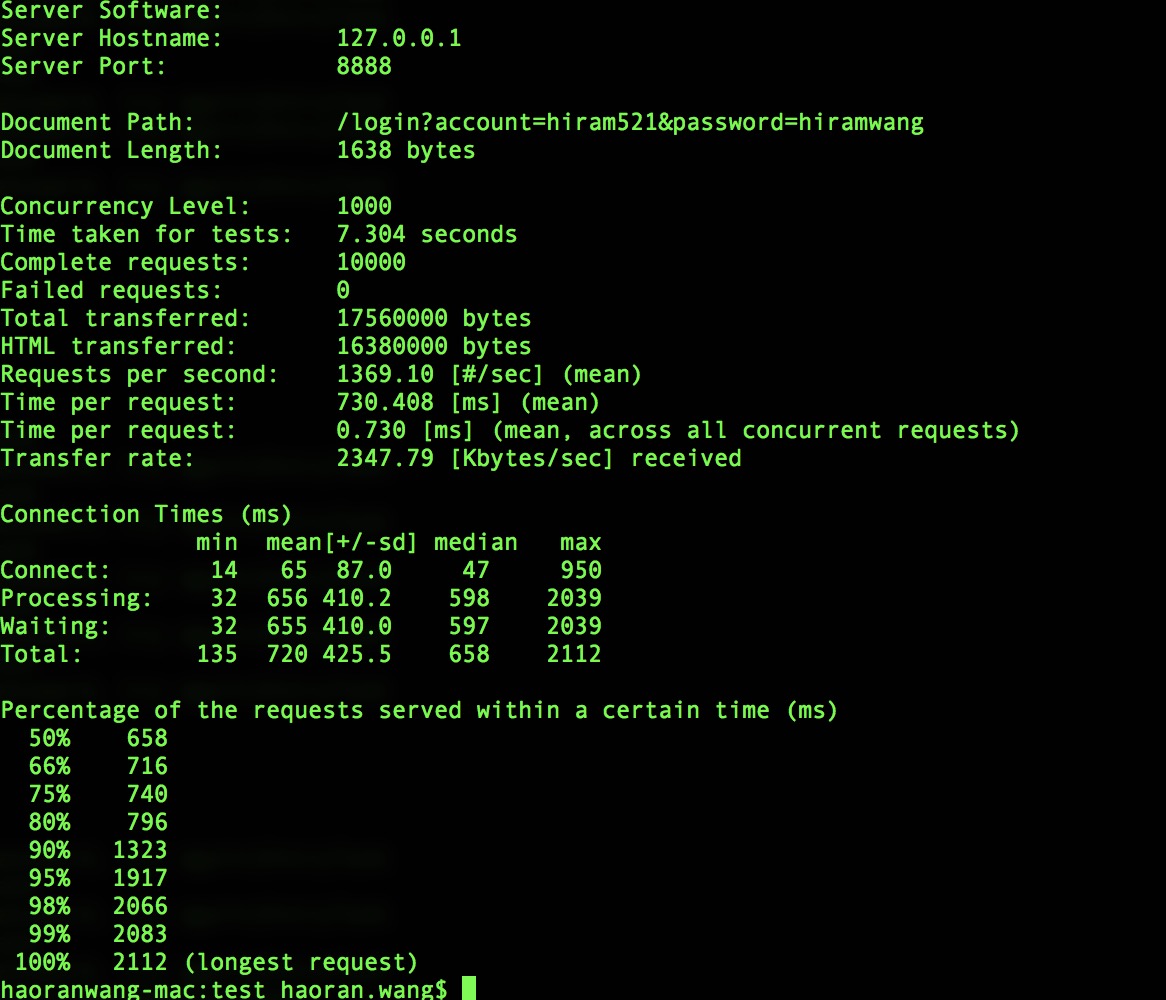 Server Software:
Server Hostname:        127.0.0.1
Server Port:            8888
Document Path:          /login?account=hiram521&password=hiramwang
Document Length:        1638 bytes
Concurrency Level:      1000
Time taken for tests:   7.304 seconds
Complete requests:      10000
Failed requests:        0
Total transferred:      17560000 bytes
HTML transferred:       16380000 bytes
Requests per second:    1369.10 [#/sec] (mean)
Time per request:       730.408 [ms] (mean)
Time per request:       0.730 [ms] (mean, across all concurrent requests)
Transfer rate:          2347.79 [Kbytes/sec] received
Connection Times (ms)
              min  mean[+/-sd] median   max
Connect:       14   65  87.0     47     950
Processing:    32  656 410.2    598    2039
Waiting:       32  655 410.0    597    2039
Total:        135  720 425.5    658    2112
Percentage of the requests served within a certain time (ms)
  50%    658
  66%    716
  75%    740
  80%    796
  90%   1323
  95%   1917
  98%   2066
  99%   2083
 100%   2112 (longest request)
haoranwang-mac:test haoran.wang$